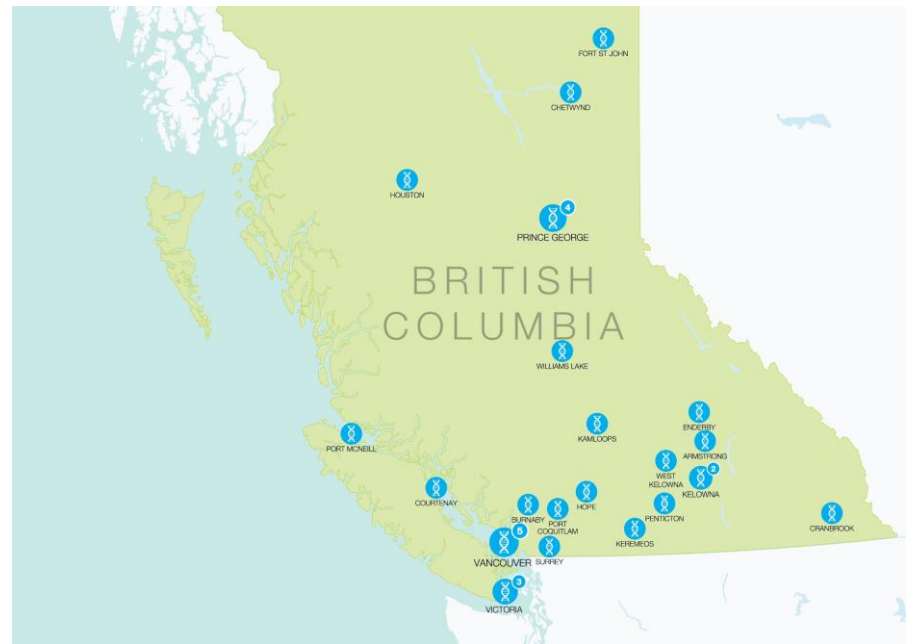 FORT ST JOHN
CHETWYND
HOUSTON
4
PRINCE GEORGE
BRITISH
COLUMBIA
WILLIAMS LAKE
ENDERBY
KAMLOOPS
PORT MCNEILL
ARMSTRONG
WEST
KELOWNA
2
KELOWNA
COURTENAY
HOPE
PENTICTON
BURNABY
PORT
COQUITLAM
CRANBROOK
KEREMEOS
5
VANCOUVER
SURREY
3
VICTORIA